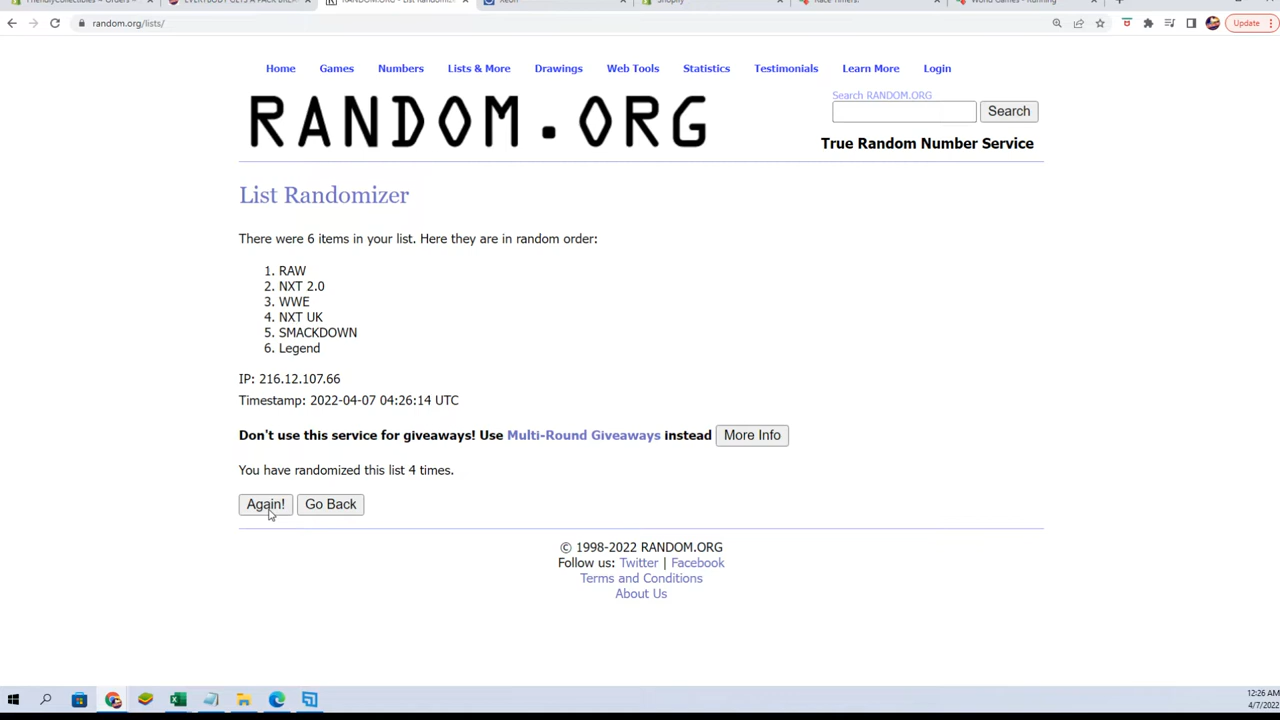 random.org/lists/
Update
Home Games Numbers Lists & More Drawings Web Tools Statistics Testimonials Learn More Login
RANDOM.ORG
Search RANDOM.ORG
Search
True Random Number Service
List Randomizer
There were 6 items in your list. Here they are in random order:
1. RAW
2. NXT 2.0
3. WWE
4. NXT UK
5. SMACKDOWN
6. Legend
IP: 216.12.107.66
Timestamp: 2022-04-07 04:26:14 UTC
Don't use this service for giveaways! Use Multi-Round Giveaways instead More Info
You have randomized this list 4 times.
Again! Go Back
© 1998-2022 RANDOM.ORG
Follow us: Twitter | Facebook
Terms and Conditions
About Us
12:26 AM
4/7/2022